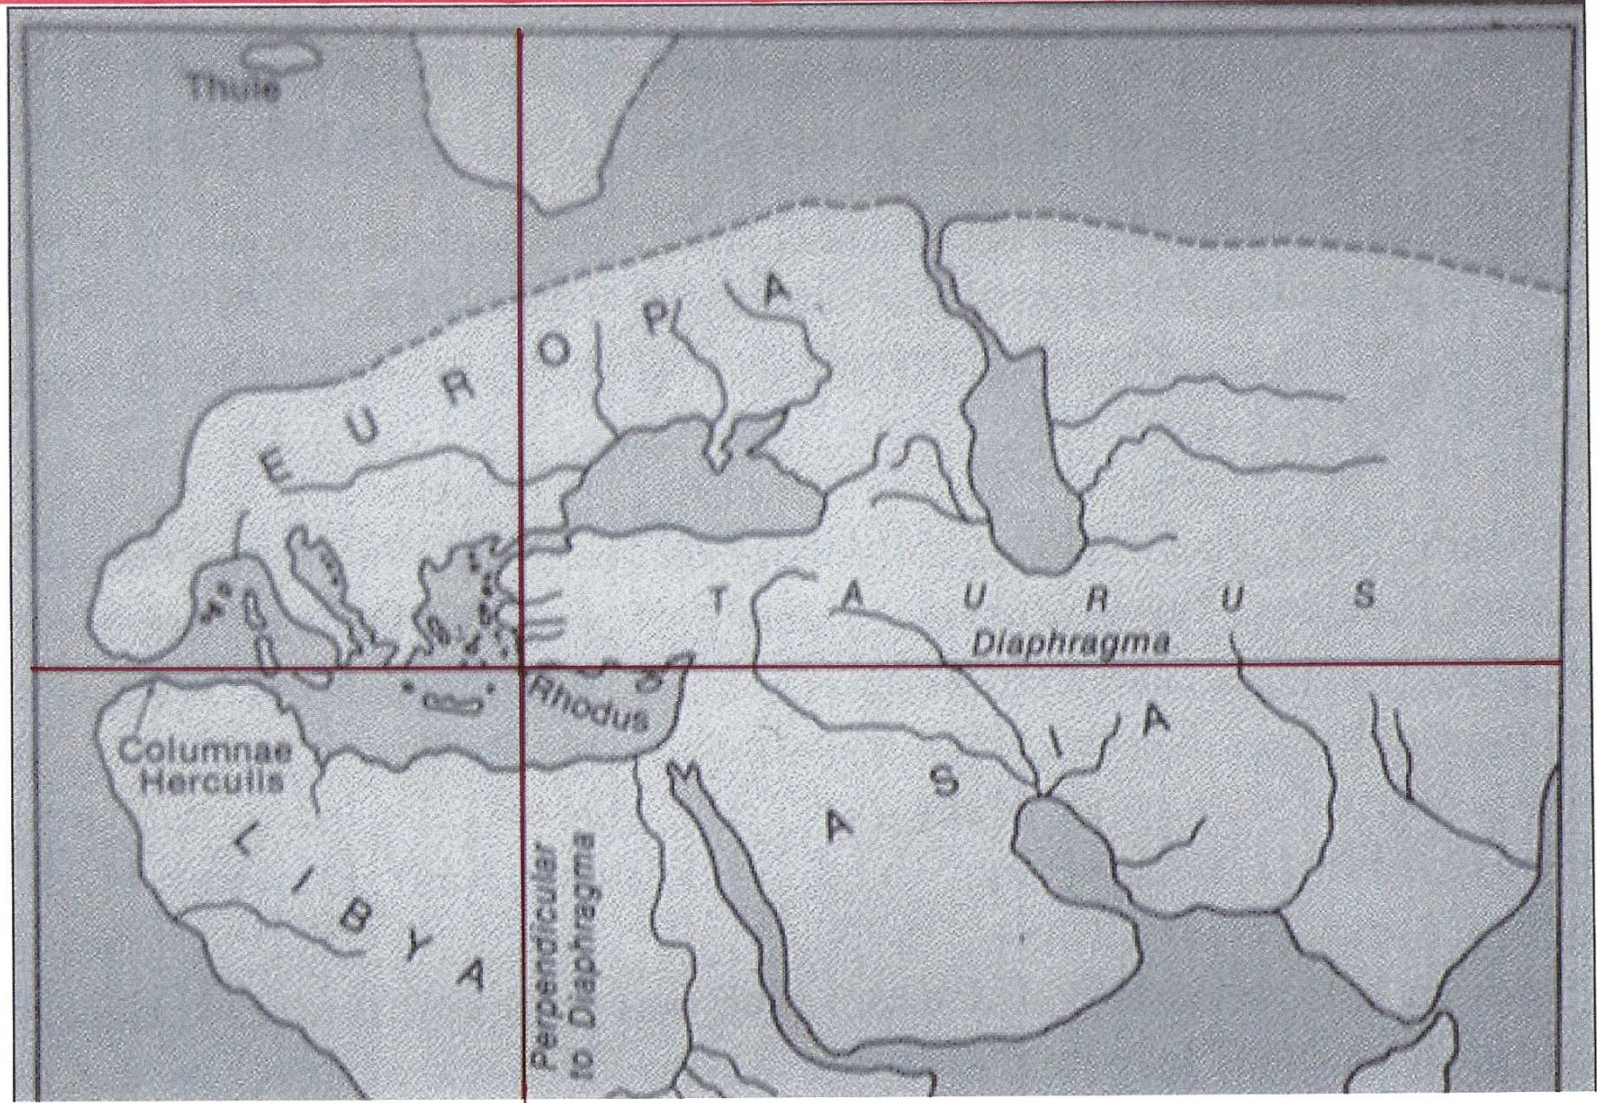 Thule
E U R O P A
T A U R U S
Diaphragma
Rhodus
Columnae
Herculis
A S I A
L I B Y A
Perpendicular
to Diaphragma